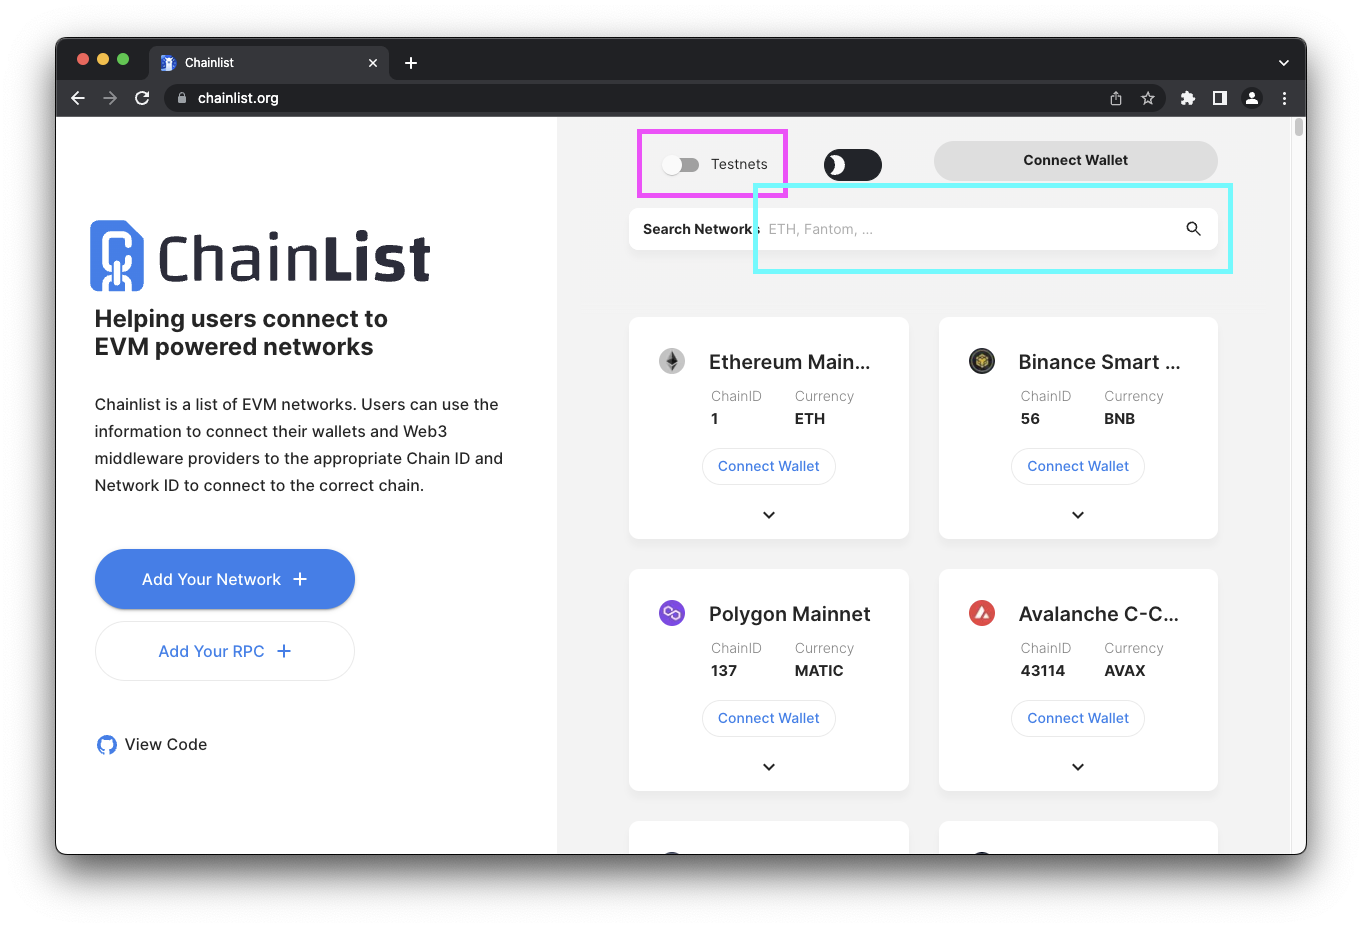 Chainlist
chainlist.org
Testnets
Connect Wallet
Search Networks ETH, Fantom, ...
ChainList
Helping users connect to
EVM powered networks
Chainlist is a list of EVM networks. Users can use the
information to connect their wallets and Web3
middleware providers to the appropriate Chain ID and
Network ID to connect to the correct chain.
Add Your Network +
Add Your RPC +
View Code
Ethereum Main...
ChainID Currency
1 ETH
Connect Wallet
Binance Smart ...
ChainID Currency
56 BNB
Connect Wallet
Polygon Mainnet
ChainID Currency
137 MATIC
Connect Wallet
Avalanche C-C...
ChainID Currency
43114 AVAX
Connect Wallet